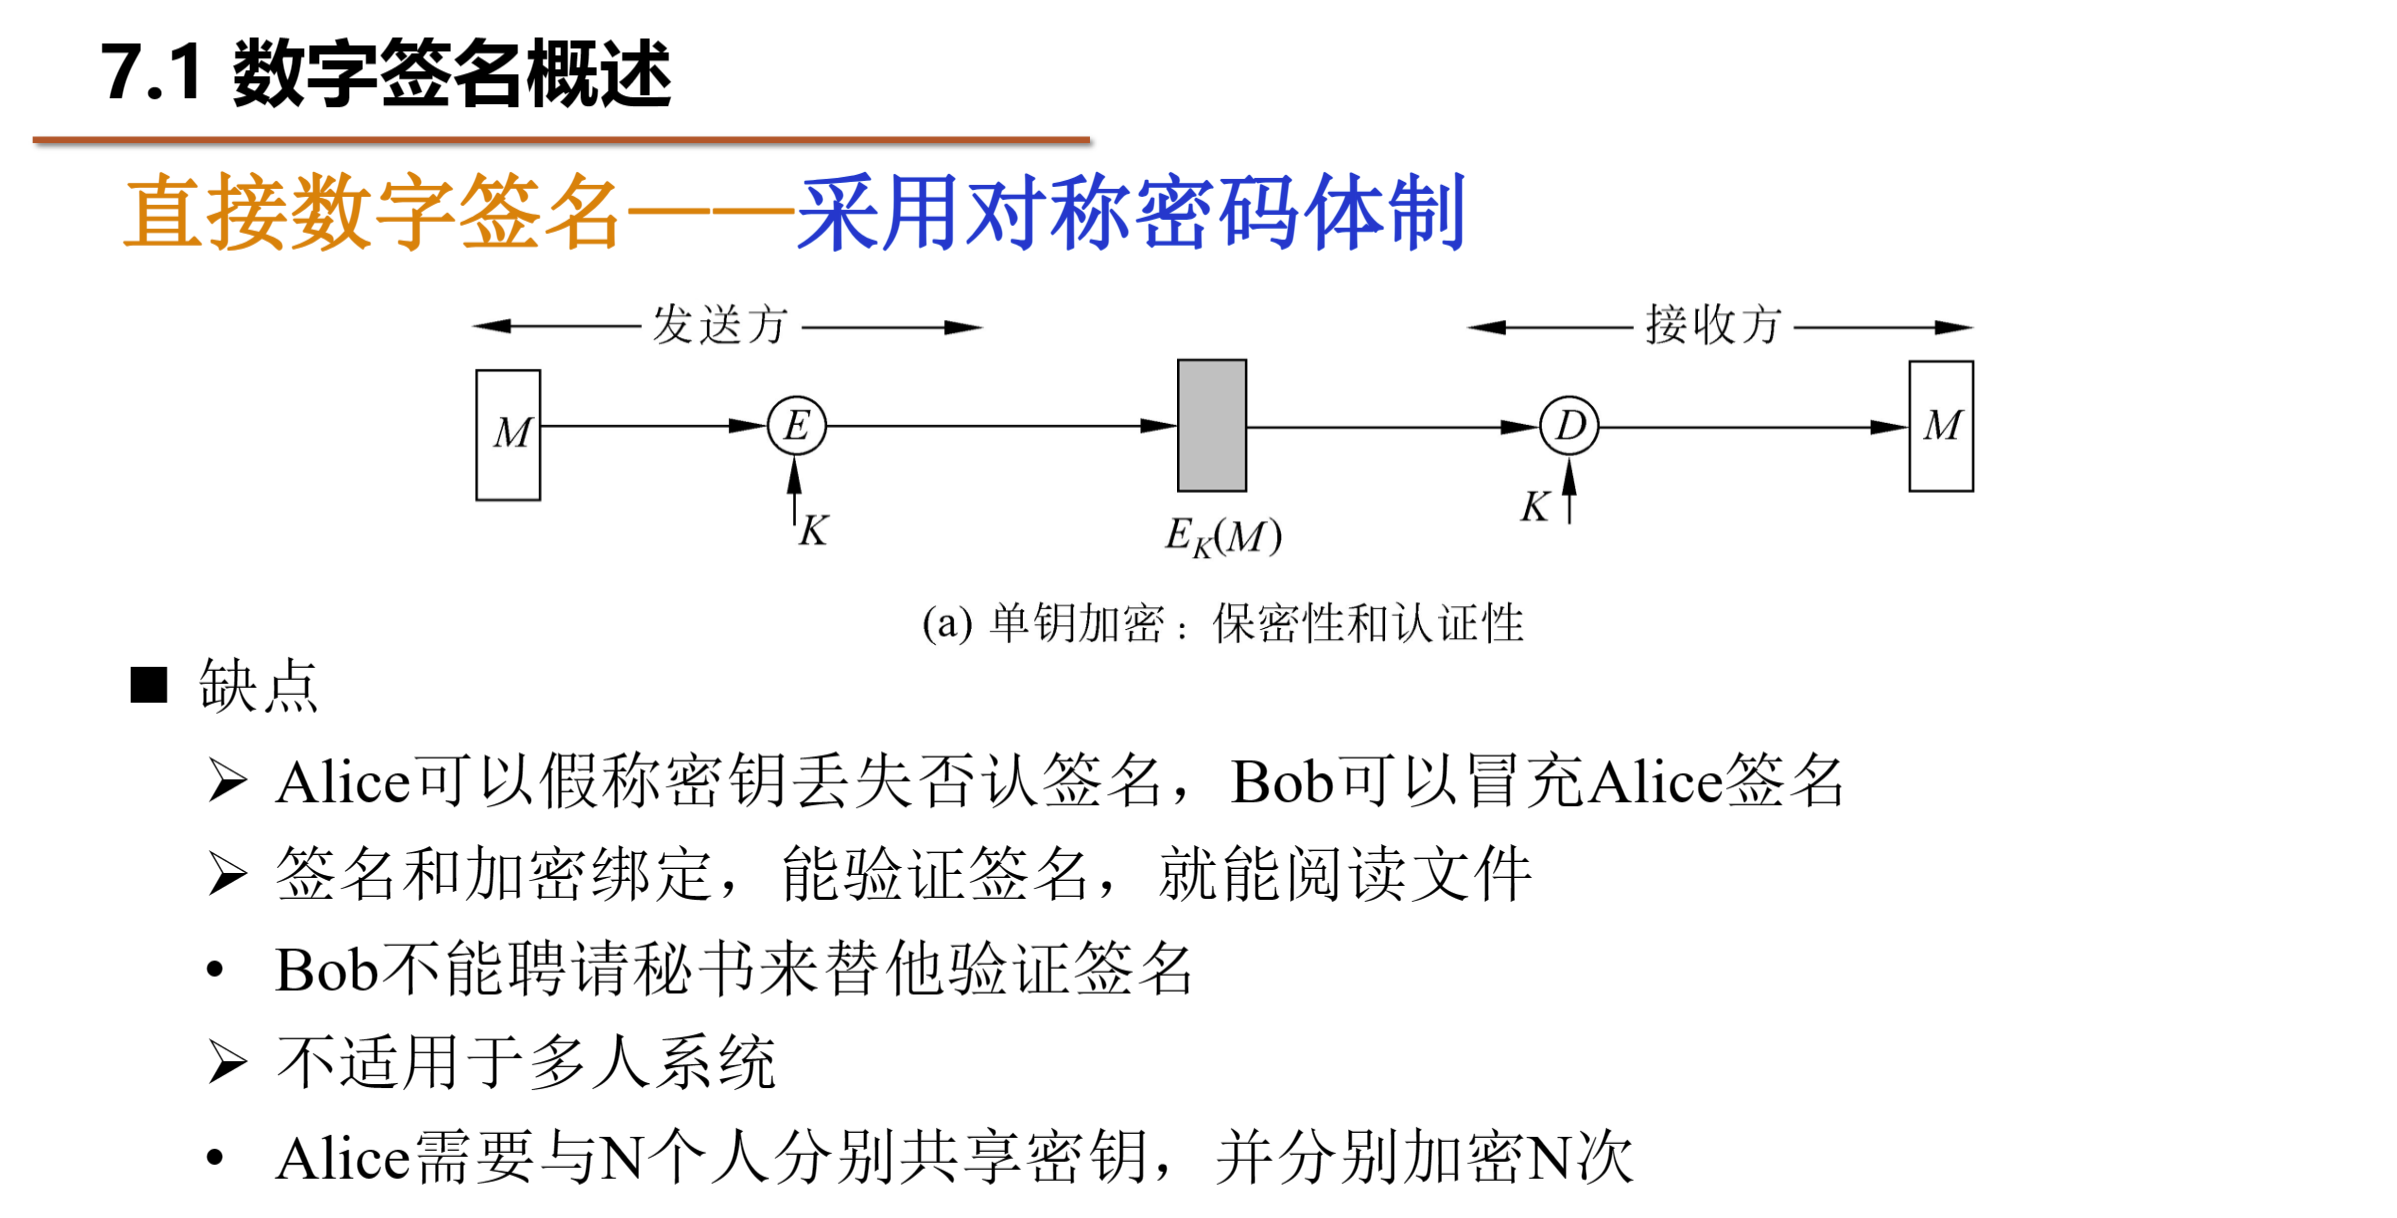 7.1 数字签名概述
直接数字签名——采用对称密码体制
发送方 接收方
M E D M
K K
E_K(M)
(a) 单钥加密：保密性和认证性
■ 缺点
➢ Alice可以假称密钥丢失否认签名，Bob可以冒充Alice签名
➢ 签名和加密绑定，能验证签名，就能阅读文件
• Bob不能聘请秘书来替他验证签名
➢ 不适用于多人系统
• Alice需要与N个人分别共享密钥，并分别加密N次